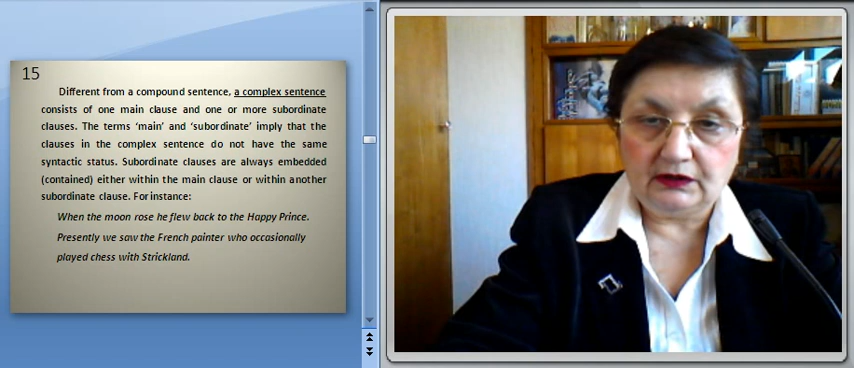 15
Different from a compound sentence, a complex sentence
consists of one main clause and one or more subordinate
clauses. The terms ‘main’ and ‘subordinate’ imply that the
clauses in the complex sentence do not have the same
syntactic status. Subordinate clauses are always embedded
(contained) either within the main clause or within another
subordinate clause. For instance:
When the moon rose he flew back to the Happy Prince.
Presently we saw the French painter who occasionally
played chess with Strickland.